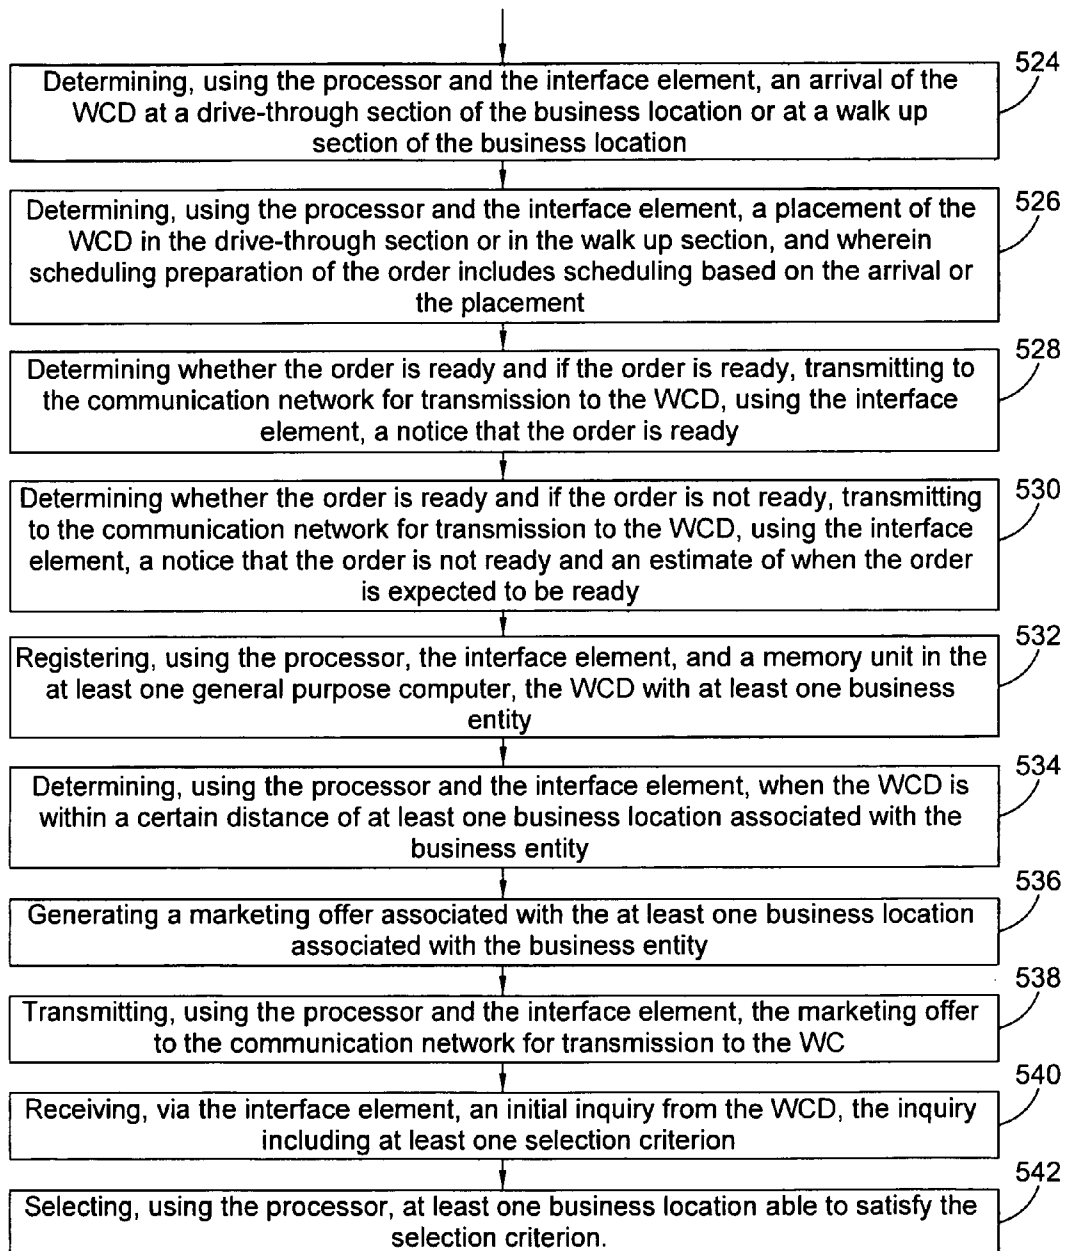 524
Determining, using the processor and the interface element, an arrival of the
WCD at a drive-through section of the business location or at a walk up
section of the business location
526
Determining, using the processor and the interface element, a placement of the
WCD in the drive-through section or in the walk up section, and wherein
scheduling preparation of the order includes scheduling based on the arrival or
the placement
528
Determining whether the order is ready and if the order is ready, transmitting to
the communication network for transmission to the WCD, using the interface
element, a notice that the order is ready
530
Determining whether the order is ready and if the order is not ready, transmitting
to the communication network for transmission to the WCD, using the interface
element, a notice that the order is not ready and an estimate of when the order
is expected to be ready
532
Registering, using the processor, the interface element, and a memory unit in the
at least one general purpose computer, the WCD with at least one business
entity
534
Determining, using the processor and the interface element, when the WCD is
within a certain distance of at least one business location associated with the
business entity
536
Generating a marketing offer associated with the at least one business location
associated with the business entity
538
Transmitting, using the processor and the interface element, the marketing offer
to the communication network for transmission to the WC
540
Receiving, via the interface element, an initial inquiry from the WCD, the inquiry
including at least one selection criterion
542
Selecting, using the processor, at least one business location able to satisfy the
selection criterion.